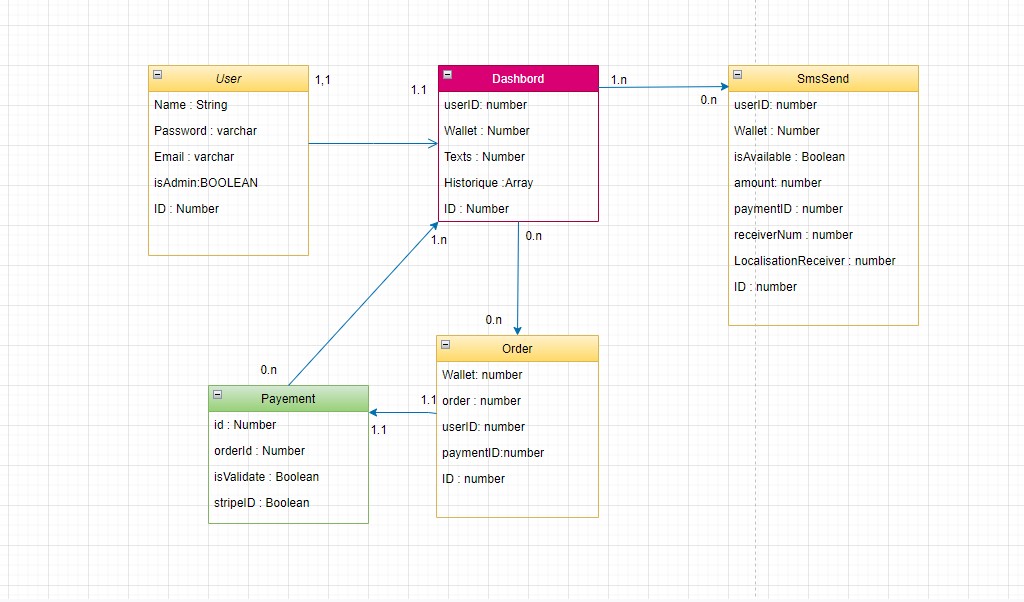 User
Name : String
Password : varchar
Email : varchar
isAdmin:BOOLEAN
ID : Number
1,1
1.1
Dashbord
userID: number
Wallet : Number
Texts : Number
Historique :Array
ID : Number
1.n
0.n
SmsSend
userID: number
Wallet : Number
isAvailable : Boolean
amount: number
paymentID : number
receiverNum : number
LocalisationReceiver : number
ID : number
1.n
0.n
0.n
0.n
Payement
id : Number
orderId : Number
isValidate : Boolean
stripeID : Boolean
1.1
1.1
Order
Wallet: number
order : number
userID: number
paymentID:number
ID : number